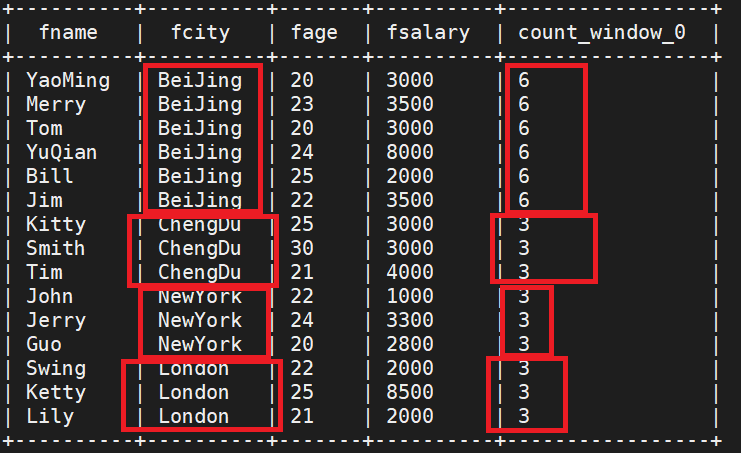 +----------+----------+-------+----------+-----------------+
|  fname   |  fcity   | fage  | fsalary  | count_window_0  |
+----------+----------+-------+----------+-----------------+
| YaoMing  | BeiJing  | 20    | 3000     | 6               |
| Merry    | BeiJing  | 23    | 3500     | 6               |
| Tom      | BeiJing  | 20    | 3000     | 6               |
| YuQian   | BeiJing  | 24    | 8000     | 6               |
| Bill     | BeiJing  | 25    | 2000     | 6               |
| Jim      | BeiJing  | 22    | 3500     | 6               |
| Kitty    | ChengDu  | 25    | 3000     | 3               |
| Smith    | ChengDu  | 30    | 3000     | 3               |
| Tim      | ChengDu  | 21    | 4000     | 3               |
| John     | NewYork  | 22    | 1000     | 3               |
| Jerry    | NewYork  | 24    | 3300     | 3               |
| Guo      | NewYork  | 20    | 2800     | 3               |
| Swing    | London   | 22    | 2000     | 3               |
| Ketty    | London   | 25    | 8500     | 3               |
| Lily     | London   | 21    | 2000     | 3               |
+----------+----------+-------+----------+-----------------+